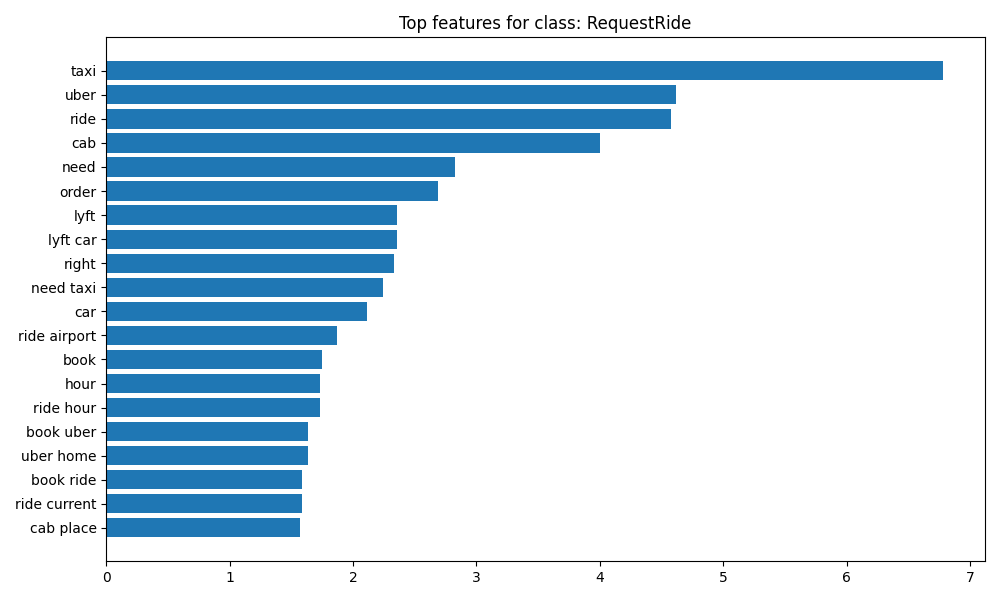 Top features for class: RequestRide
taxi
uber
ride
cab
need
order
lyft
lyft car
right
need taxi
car
ride airport
book
hour
ride hour
book uber
uber home
book ride
ride current
cab place
0 1 2 3 4 5 6 7